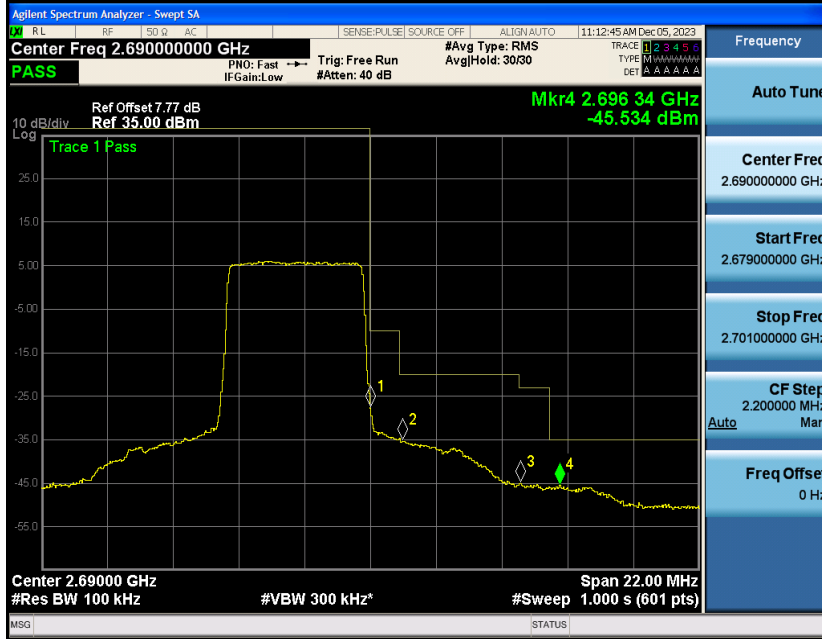 Agilent Spectrum Analyzer - Swept SA
LXI RL RF 50 Ω AC SENSE:PULSE SOURCE OFF ALIGN AUTO 11:12:45 AM Dec 05, 2023
Center Freq 2.690000000 GHz
PASS
PNO: Fast
IFGain:Low
Trig: Free Run
#Atten: 40 dB
#Avg Type: RMS
Avg|Hold: 30/30
TRACE 1 2 3 4 5 6
TYPE M
DET A A A A A A
Ref Offset 7.77 dB
Ref 35.00 dBm
10 dB/div
Log
Mkr4 2.696 34 GHz
-45.534 dBm
Trace 1 Pass
25.0
15.0
5.00
-5.00
-15.0
-25.0
-35.0
-45.0
-55.0
1
2
3
4
Center 2.69000 GHz
#Res BW 100 kHz
#VBW 300 kHz*
Span 22.00 MHz
#Sweep 1.000 s (601 pts)
MSG
STATUS
Frequency
Auto Tune
Center Freq
2.690000000 GHz
Start Freq
2.679000000 GHz
Stop Freq
2.701000000 GHz
CF Step
2.200000 MHz
Auto Man
Freq Offset
0 Hz